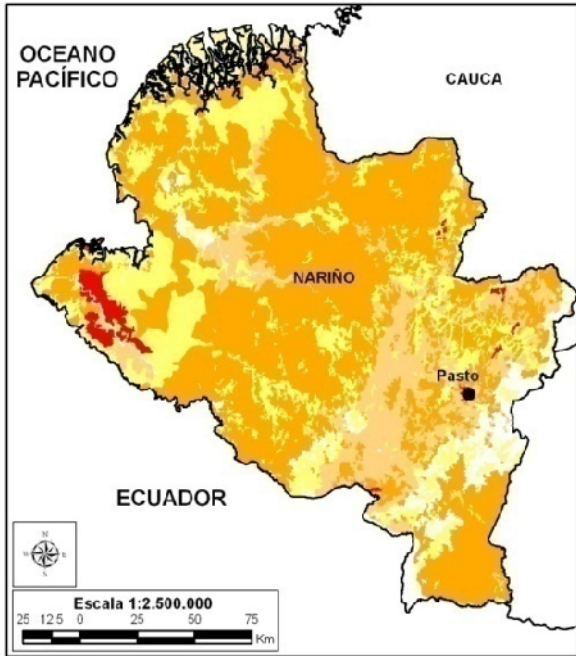 OCEANO
PACÍFICO
CAUCA
NARIÑO
Pasto
ECUADOR
N
W E
S
Escala 1:2.500.000
25 12.5 0 25 50 75
Km